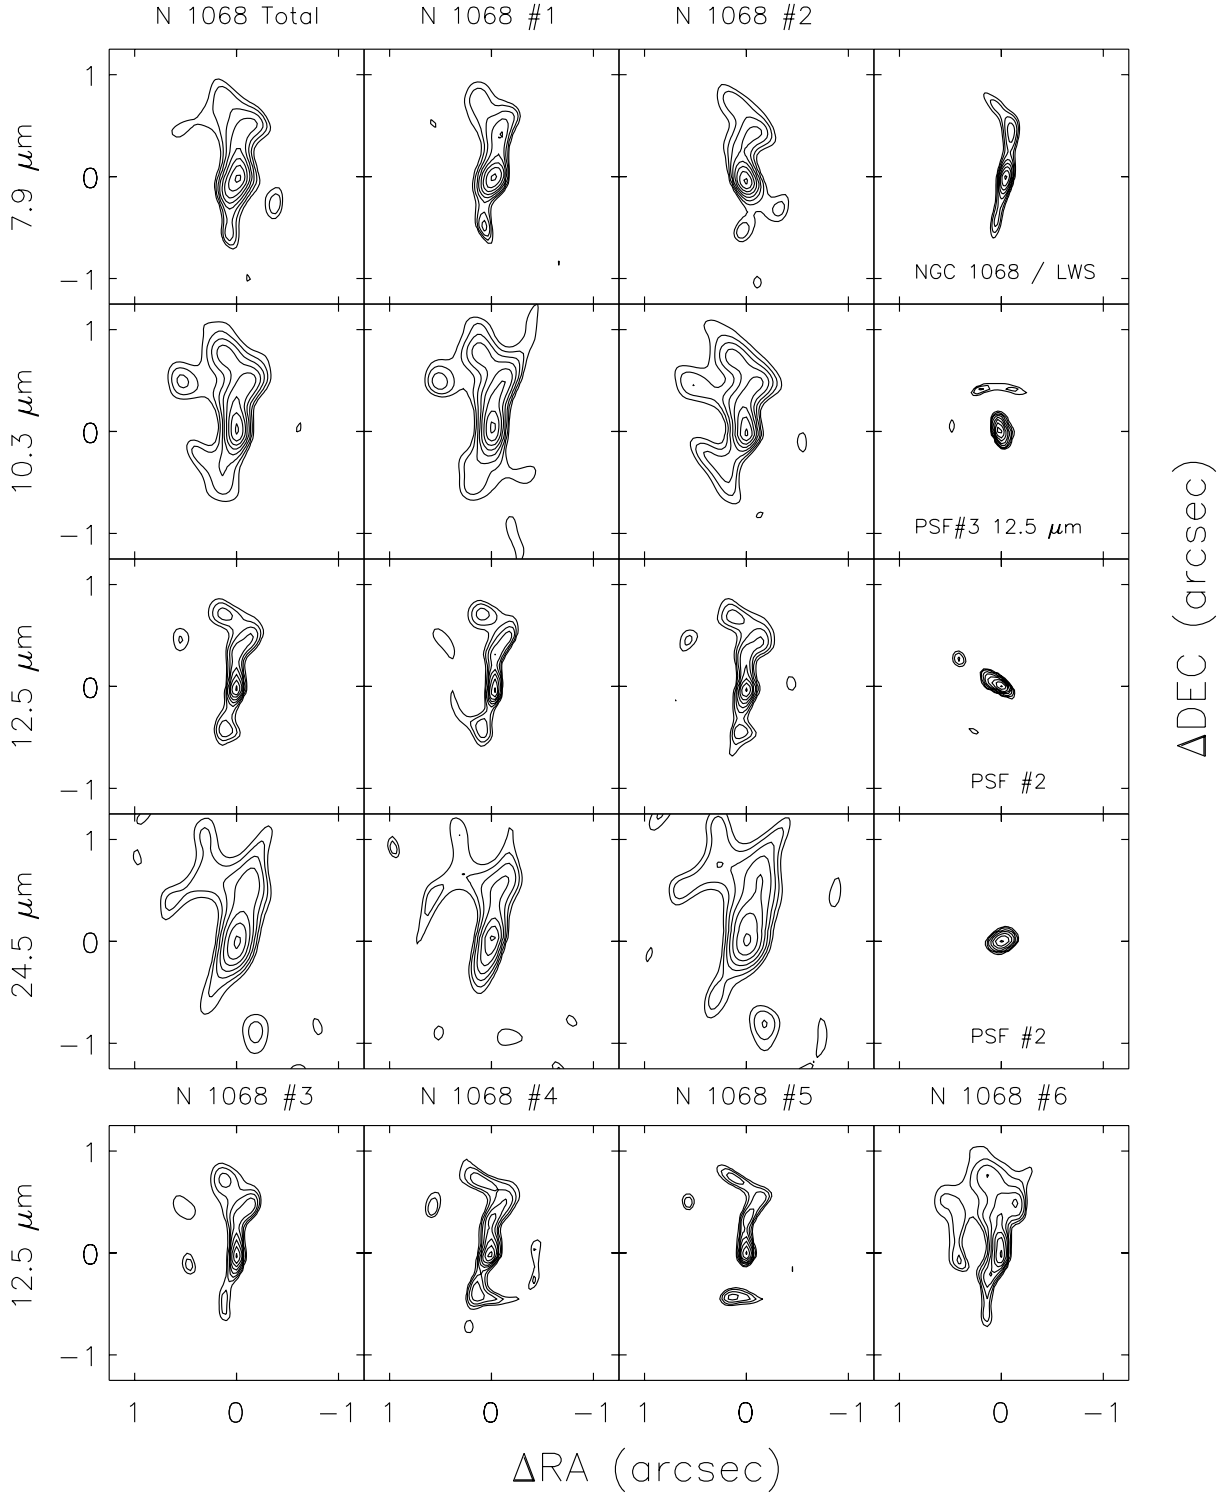 N 1068 Total N 1068 #1 N 1068 #2
1
7.9 μm
0
−1
NGC 1068 / LWS
1
10.3 μm
0
−1
PSF#3 12.5 μm
1
12.5 μm
0
−1
PSF #2
1
24.5 μm
0
−1
PSF #2
ΔDEC (arcsec)
N 1068 #3 N 1068 #4 N 1068 #5 N 1068 #6
1
12.5 μm
0
−1
1 0 −1 1 0 −1 1 0 −1 1 0 −1
ΔRA (arcsec)